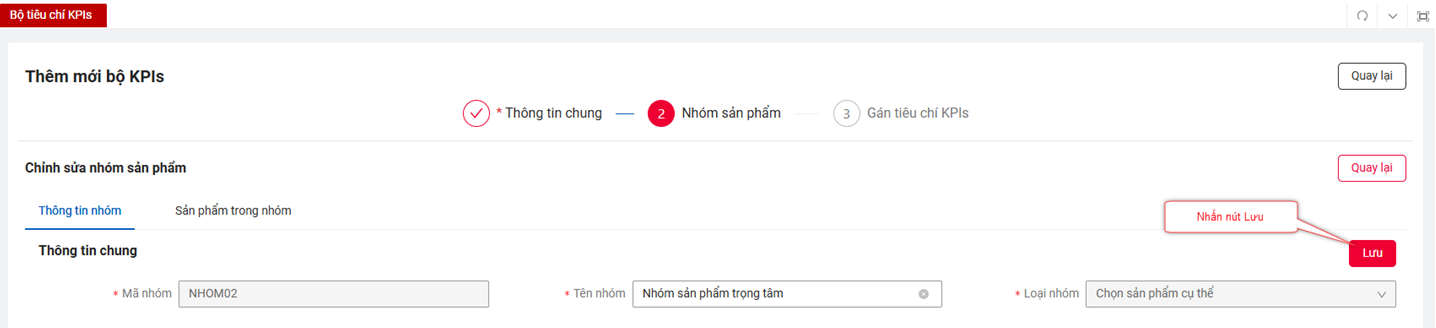 Bộ tiêu chí KPIs
Thêm mới bộ KPIs
Quay lại
* Thông tin chung
2 Nhóm sản phẩm
3 Gán tiêu chí KPIs
Chỉnh sửa nhóm sản phẩm
Quay lại
Thông tin nhóm
Sản phẩm trong nhóm
Nhấn nút Lưu
Thông tin chung
Lưu
* Mã nhóm NHOM02
* Tên nhóm Nhóm sản phẩm trọng tâm
* Loại nhóm Chọn sản phẩm cụ thể